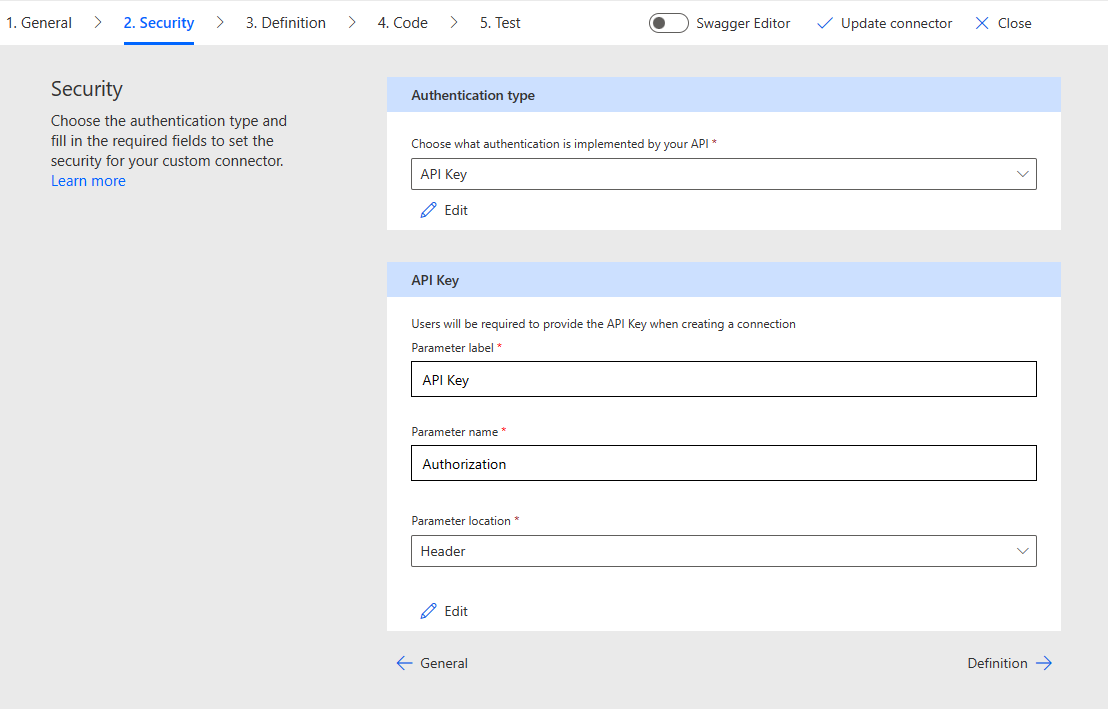 1. General
2. Security
3. Definition
4. Code
5. Test
Swagger Editor
Update connector
Close
Security
Choose the authentication type and
fill in the required fields to set the
security for your custom connector.
Learn more
Authentication type
Choose what authentication is implemented by your API *
API Key
Edit
API Key
Users will be required to provide the API Key when creating a connection
Parameter label *
API Key
Parameter name *
Authorization
Parameter location *
Header
Edit
General
Definition